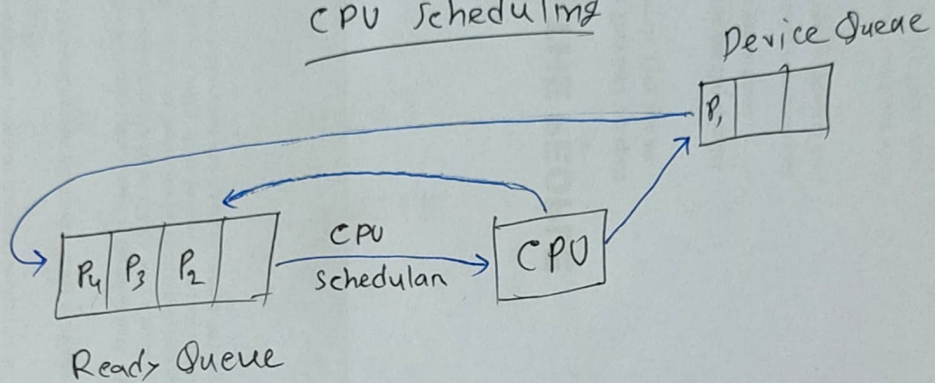 CPU Scheduling
Device Queue
P1
P4 P3 P2
CPU
Schedulan
CPU
Ready Queue